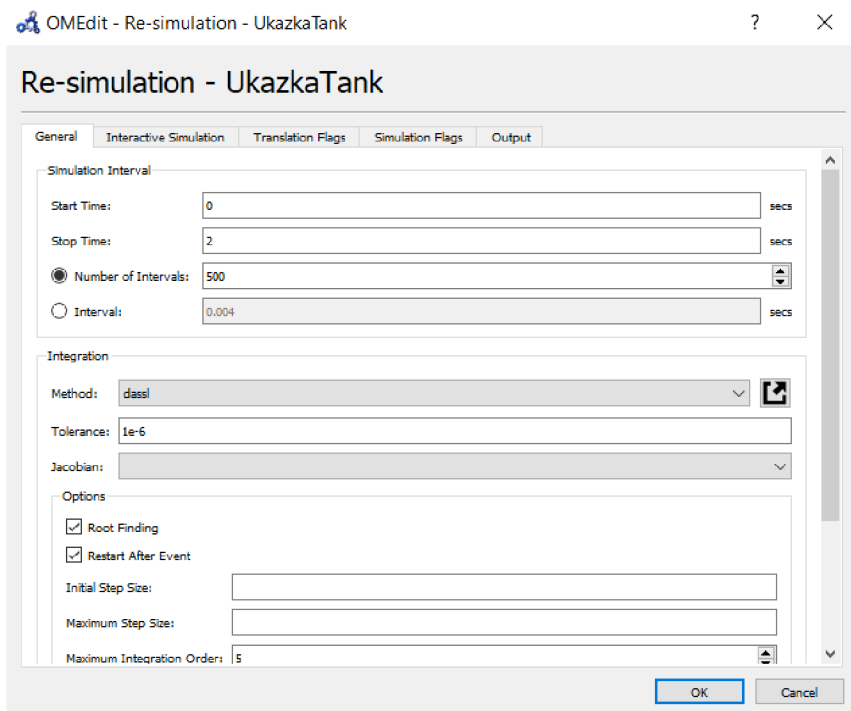 OMEdit - Re-simulation - UkazkaTank ?
Re-simulation - UkazkaTank
General Interactive Simulation Translation Flags Simulation Flags Output
Simulation Interval
Start Time: 0 secs
Stop Time: 2 secs
Number of Intervals: 500
Interval: 0.004 secs
Integration
Method: dassl
Tolerance: 1e-6
Jacobian:
Options
Root Finding
Restart After Event
Initial Step Size:
Maximum Step Size:
Maximum Integration Order: 5
OK Cancel